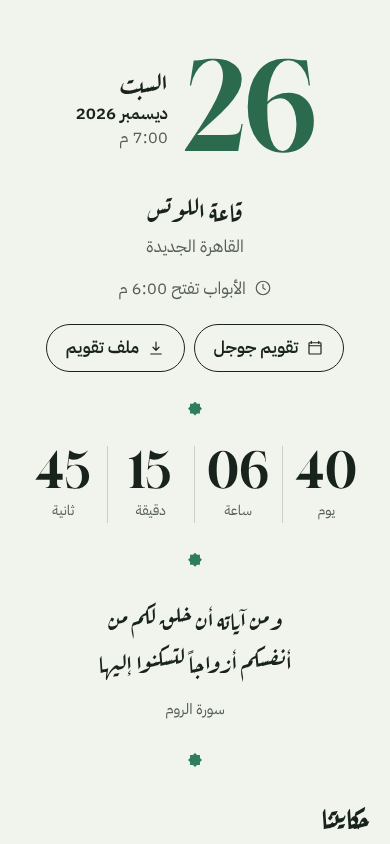 26
السبت
ديسمبر 2026
7:00 م
قاعة اللوتس
القاهرة الجديدة
الأبواب تفتح 6:00 م
تقويم جوجل
ملف تقويم
40 06 15 45
يوم ساعة دقيقة ثانية
ومن آياته أن خلق لكم من
أنفسكم أزواجاً لتسكنوا إليها
سورة الروم
حكايتنا